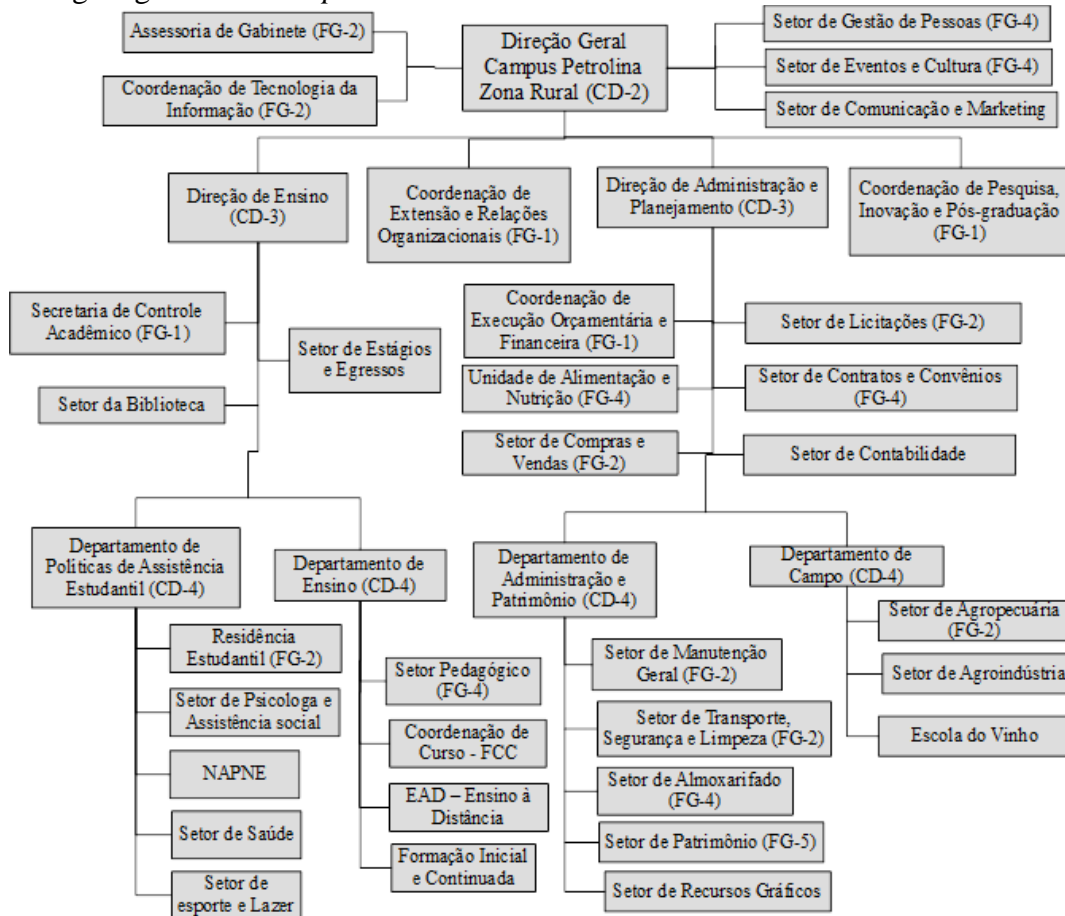 Assessoria de Gabinete (FG-2)
Coordenação de Tecnologia da
Informação (FG-2)
Direção Geral
Campus Petrolina
Zona Rural (CD-2)
Setor de Gestão de Pessoas (FG-4)
Setor de Eventos e Cultura (FG-4)
Setor de Comunicação e Marketing
Direção de Ensino
(CD-3)
Coordenação de
Extensão e Relações
Organizacionais (FG-1)
Direção de Administração e
Planejamento (CD-3)
Coordenação de Pesquisa,
Inovação e Pós-graduação
(FG-1)
Secretaria de Controle
Acadêmico (FG-1)
Setor de Estágios
e Egressos
Setor da Biblioteca
Coordenação de
Execução Orçamentária e
Financeira (FG-1)
Setor de Licitações (FG-2)
Unidade de Alimentação e
Nutrição (FG-4)
Setor de Contratos e Convênios
(FG-4)
Setor de Compras e
Vendas (FG-2)
Setor de Contabilidade
Departamento de
Políticas de Assistência
Estudantil (CD-4)
Departamento de
Ensino (CD-4)
Departamento de
Administração e
Patrimônio (CD-4)
Departamento de
Campo (CD-4)
Residência
Estudantil (FG-2)
Setor de Psicologa e
Assistência social
NAPNE
Setor de Saúde
Setor de
esporte e Lazer
Setor Pedagógico
(FG-4)
Coordenação de
Curso - FCC
EAD – Ensino à
Distância
Formação Inicial
e Continuada
Setor de Manutenção
Geral (FG-2)
Setor de Transporte,
Segurança e Limpeza (FG-2)
Setor de Almoxarifado
(FG-4)
Setor de Patrimônio (FG-5)
Setor de Recursos Gráficos
Setor de Agropecuária
(FG-2)
Setor de Agroindústria
Escola do Vinho